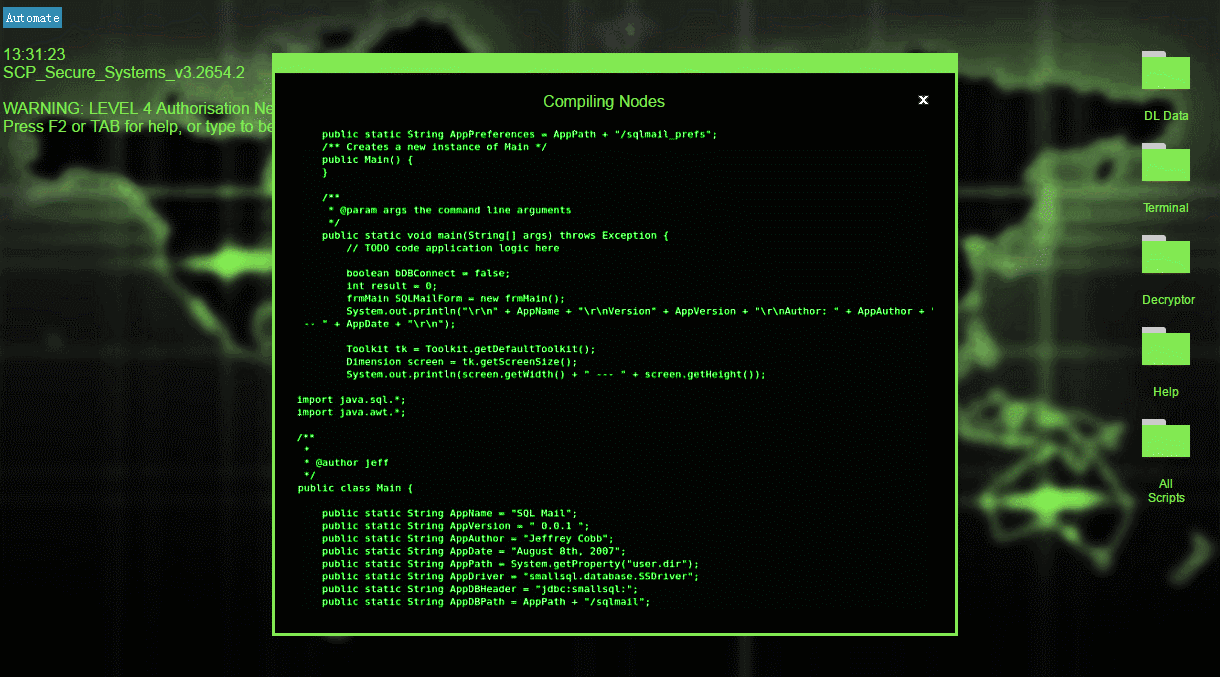 Automate
13:31:23
SCP_Secure_Systems_v3.2654.2
WARNING: LEVEL 4 Authorisation Ne
Press F2 or TAB for help, or type to be
Compiling Nodes
x
public static String AppPreferences = AppPath + "/sqlmail_prefs";
/** Creates a new instance of Main */
public Main() {
}
/**
* @param args the command line arguments
*/
public static void main(String[] args) throws Exception {
// TODO code application logic here
boolean bDBConnect = false;
int result = 0;
frmMain SQLMailForm = new frmMain();
System.out.println("\r\n" + AppName + "\r\nVersion" + AppVersion + "\r\nAuthor: " + AppAuthor + "
-- " + AppDate + "\r\n");
Toolkit tk = Toolkit.getDefaultToolkit();
Dimension screen = tk.getScreenSize();
System.out.println(screen.getWidth() + " --- " + screen.getHeight());
import java.sql.*;
import java.awt.*;
/**
*
* @author jeff
*/
public class Main {
public static String AppName = "SQL Mail";
public static String AppVersion = " 0.0.1 ";
public static String AppAuthor = "Jeffrey Cobb";
public static String AppDate = "August 8th, 2007";
public static String AppPath = System.getProperty("user.dir");
public static String AppDriver = "smallsql.database.SSDriver";
public static String AppDBHeader = "jdbc:smallsql:";
public static String AppDBPath = AppPath + "/sqlmail";
DL Data
Terminal
Decryptor
Help
All
Scripts